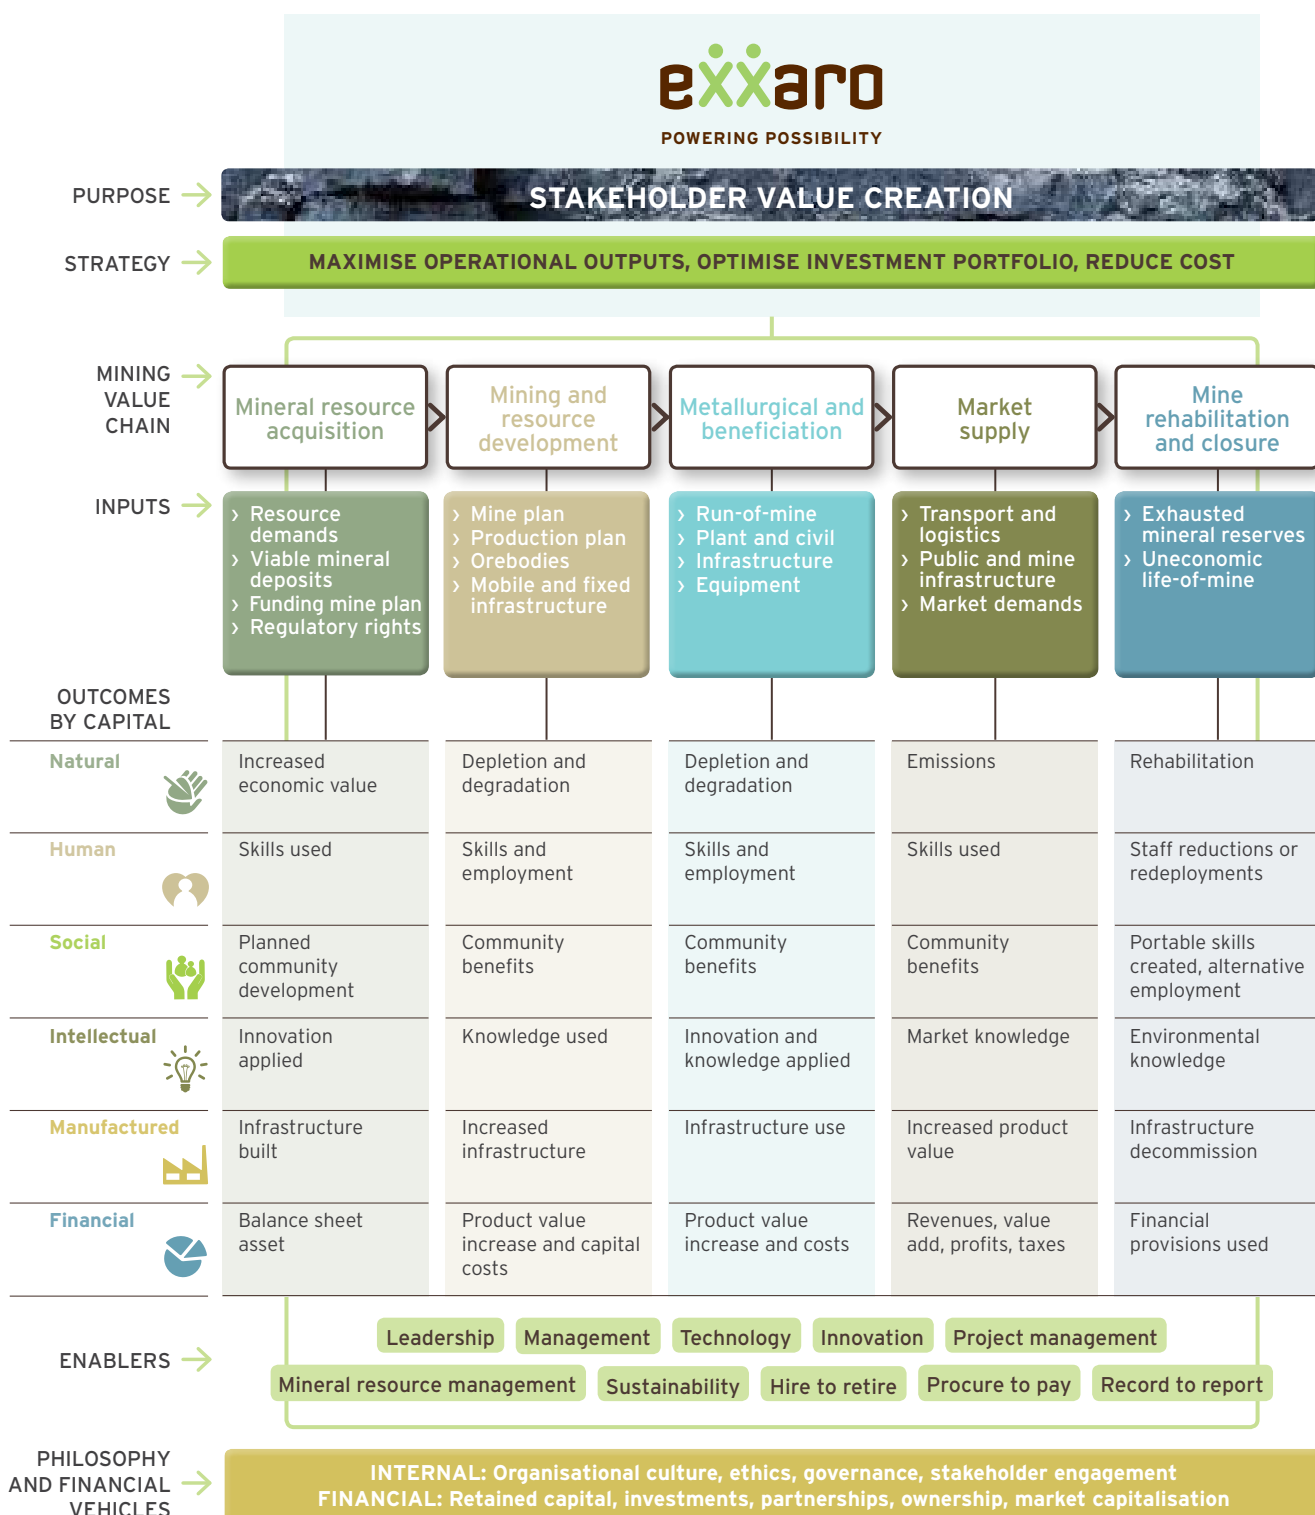 exxaro
POWERING POSSIBILITY
PURPOSE
STAKEHOLDER VALUE CREATION
STRATEGY
MAXIMISE OPERATIONAL OUTPUTS, OPTIMISE INVESTMENT PORTFOLIO, REDUCE COST
MINING
VALUE
CHAIN
Mineral resource
acquisition
Mining and
resource
development
Metallurgical and
beneficiation
Market
supply
Mine
rehabilitation
and closure
INPUTS
› Resource
demands
› Viable mineral
deposits
› Funding mine plan
› Regulatory rights
› Mine plan
› Production plan
› Orebodies
› Mobile and fixed
infrastructure
› Run-of-mine
› Plant and civil
› Infrastructure
› Equipment
› Transport and
logistics
› Public and mine
infrastructure
› Market demands
› Exhausted
mineral reserves
› Uneconomic
life-of-mine
OUTCOMES
BY CAPITAL
Natural
Increased
economic value
Depletion and
degradation
Depletion and
degradation
Emissions
Rehabilitation
Human
Skills used
Skills and
employment
Skills and
employment
Skills used
Staff reductions or
redeployments
Social
Planned
community
development
Community
benefits
Community
benefits
Community
benefits
Portable skills
created, alternative
employment
Intellectual
Innovation
applied
Knowledge used
Innovation and
knowledge applied
Market knowledge
Environmental
knowledge
Manufactured
Infrastructure
built
Increased
infrastructure
Infrastructure use
Increased product
value
Infrastructure
decommission
Financial
Balance sheet
asset
Product value
increase and capital
costs
Product value
increase and costs
Revenues, value
add, profits, taxes
Financial
provisions used
ENABLERS
Leadership
Management
Technology
Innovation
Project management
Mineral resource management
Sustainability
Hire to retire
Procure to pay
Record to report
PHILOSOPHY
AND FINANCIAL
VEHICLES
INTERNAL: Organisational culture, ethics, governance, stakeholder engagement
FINANCIAL: Retained capital, investments, partnerships, ownership, market capitalisation